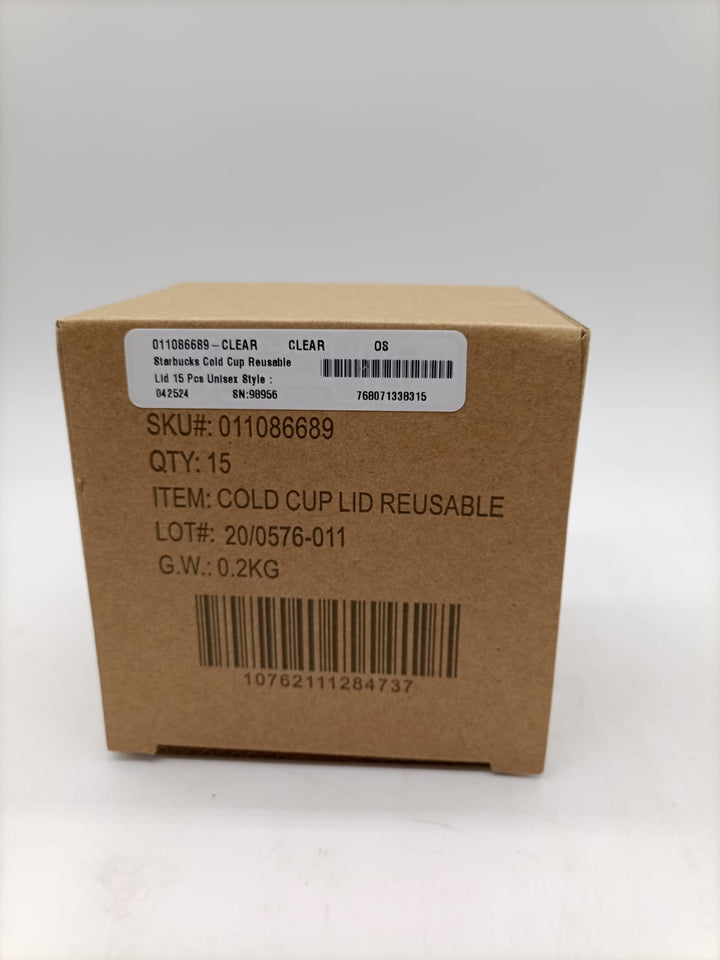 011086689-CLEAR CLEAR OS
Starbucks Cold Cup Reusable
Lid 15 Pcs Unisex Style :
042524 SN:98956 768071338315
SKU#: 011086689
QTY: 15
ITEM: COLD CUP LID REUSABLE
LOT#: 20/0576-011
G.W.: 0.2KG
10762111284737